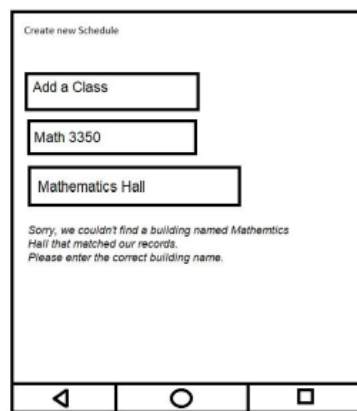 Create new Schedule
Add a Class
Math 3350
Mathematics Hall
Sorry, we couldn't find a building named Mathemtics
Hall that matched our records.
Please enter the correct building name.